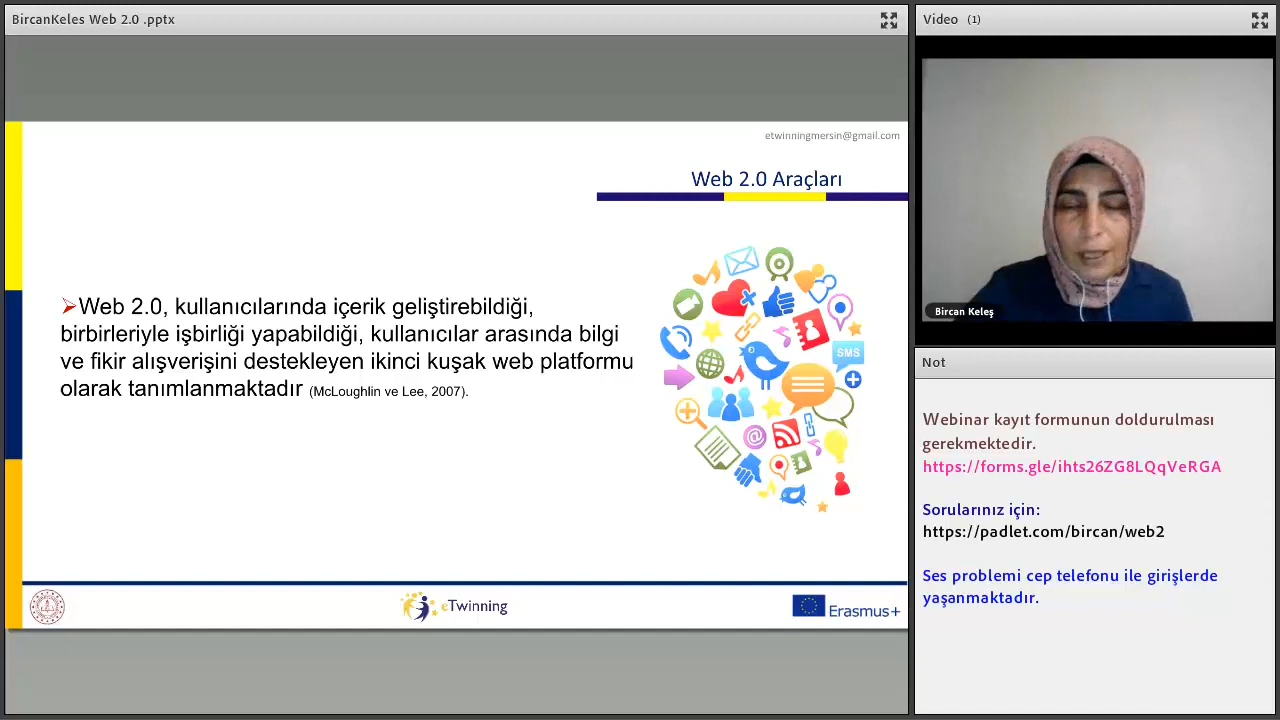 BircanKeles Web 2.0 .pptx
etwinningmersin@gmail.com
Web 2.0 Araçları
Web 2.0, kullanıcılarında içerik geliştirebildiği,
birbirleriyle işbirliği yapabildiği, kullanıcılar arasında bilgi
ve fikir alışverişini destekleyen ikinci kuşak web platformu
olarak tanımlanmaktadır (McLoughlin ve Lee, 2007).
SMS
eTwinning
Erasmus+
Video (1)
Bircan Keleş
Not
Webinar kayıt formunun doldurulması
gerekmektedir.
https://forms.gle/ihts26ZG8LQqVeRGA
Sorularınız için:
https://padlet.com/bircan/web2
Ses problemi cep telefonu ile girişlerde
yaşanmaktadır.